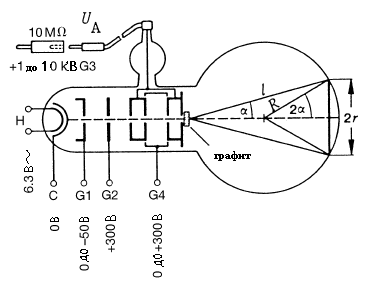 10 MΩ
U A
+1 до 10 КВ G3
l
R
α
2α
2r
H
графит
6.3 В ~
C
G1
G2
G4
0 В
0 до -50 В
+300 В
0 до +300 В